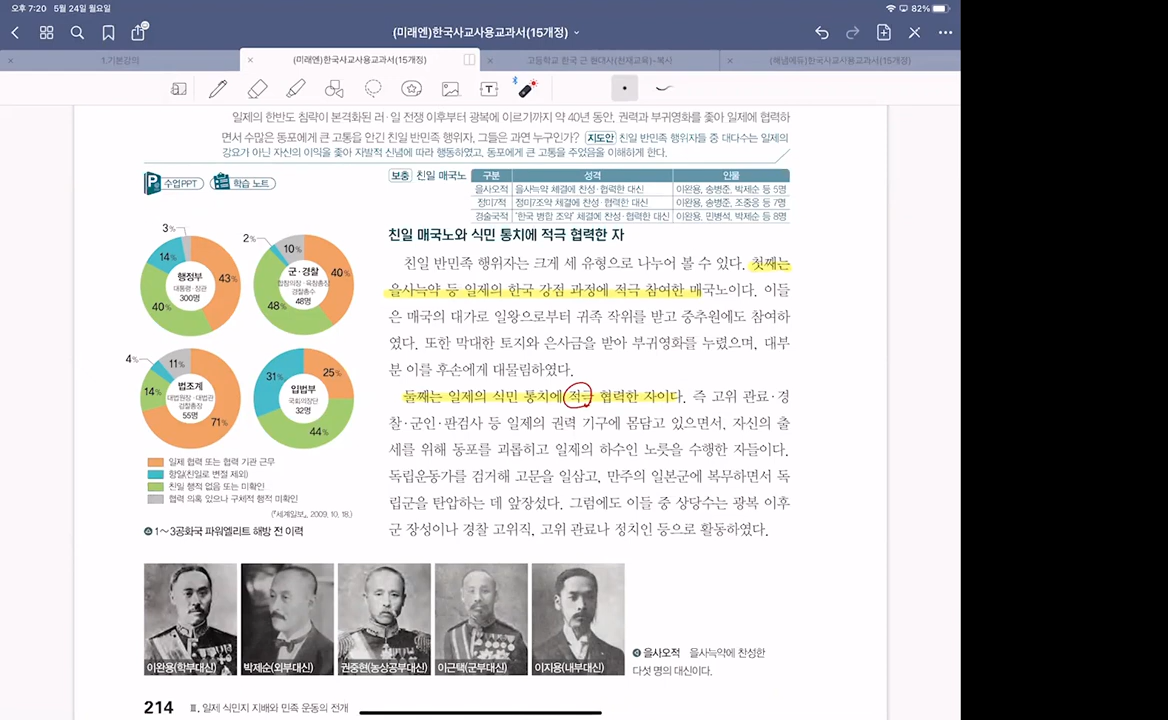 오후 7:20 5월 24일 월요일 82%
(미래엔)한국사교사용교과서(15개정)
1.기본강의 (미래엔)한국사교사용교과서(15개정) 고등학교 한국 근 현대사(천재교육)-복사 (해냄에듀)한국사교사용교과서(15개정)
일제의 한반도 침략이 본격화된 러·일 전쟁 이후부터 광복에 이르기까지 약 40년 동안, 권력과 부귀영화를 좇아 일제에 협력하
면서 수많은 동포에게 큰 고통을 안긴 친일 반민족 행위자, 그들은 과연 누구인가? 지도안 친일 반민족 행위자들 중 대다수는 일제의
강요가 아닌 자산의 이익을 좇아 자발적 신념에 따라 행동하였고, 동포에게 큰 고통을 주었음을 이해하게 한다.
P 수업PPT 학습 노트
보충 친일 매국노
구분 성격 인물
을사오적 을사늑약 체결에 찬성·협력한 대신 이완용, 송병준, 박제순 등 5명
정미7적 정미7조약 체결에 찬성·협력한 대신 이완용, 송병준, 조중응 등 7명
경술국적 '한국 병합 조약' 체결에 찬성·협력한 대신 이완용, 민병석, 박제순 등 8명
3%
14%
43%
40%
행정부
대통령·장관
300명
2%
10%
40%
48%
군·경찰
합참의장·육참총장
경찰총수
48명
4%
11%
14%
71%
법조계
대법원장·대법관
검찰총장
55명
31%
25%
44%
입법부
국회의장단
32명
일제 협력 또는 협력 기관 근무
항일(친일로 변절 제외)
친일 행적 없음 또는 미확인
협력 의혹 있으나 구체적 행적 미확인
(『세계일보』, 2009. 10. 18.)
1~3공화국 파워엘리트 해방 전 이력
친일 매국노와 식민 통치에 적극 협력한 자
친일 반민족 행위자는 크게 세 유형으로 나누어 볼 수 있다. 첫째는
을사늑약 등 일제의 한국 강점 과정에 적극 참여한 매국노이다. 이들
은 매국의 대가로 일왕으로부터 귀족 작위를 받고 중추원에도 참여하
였다. 또한 막대한 토지와 은사금을 받아 부귀영화를 누렸으며, 대부
분 이를 후손에게 대물림하였다.
둘째는 일제의 식민 통치에 적극 협력한 자이다. 즉 고위 관료·경
찰·군인·판검사 등 일제의 권력 기구에 몸담고 있으면서, 자신의 출
세를 위해 동포를 괴롭히고 일제의 하수인 노릇을 수행한 자들이다.
독립운동가를 검거해 고문을 일삼고, 만주의 일본군에 복무하면서 독
립군을 탄압하는 데 앞장섰다. 그럼에도 이들 중 상당수는 광복 이후
군 장성이나 경찰 고위직, 고위 관료나 정치인 등으로 활동하였다.
이완용(학부대신) 박제순(외부대신) 권중현(농상공부대신) 이근택(군부대신) 이지용(내부대신)
을사오적 을사늑약에 찬성한
다섯 명의 대신이다.
214 Ⅲ. 일제 식민지 지배와 민족 운동의 전개